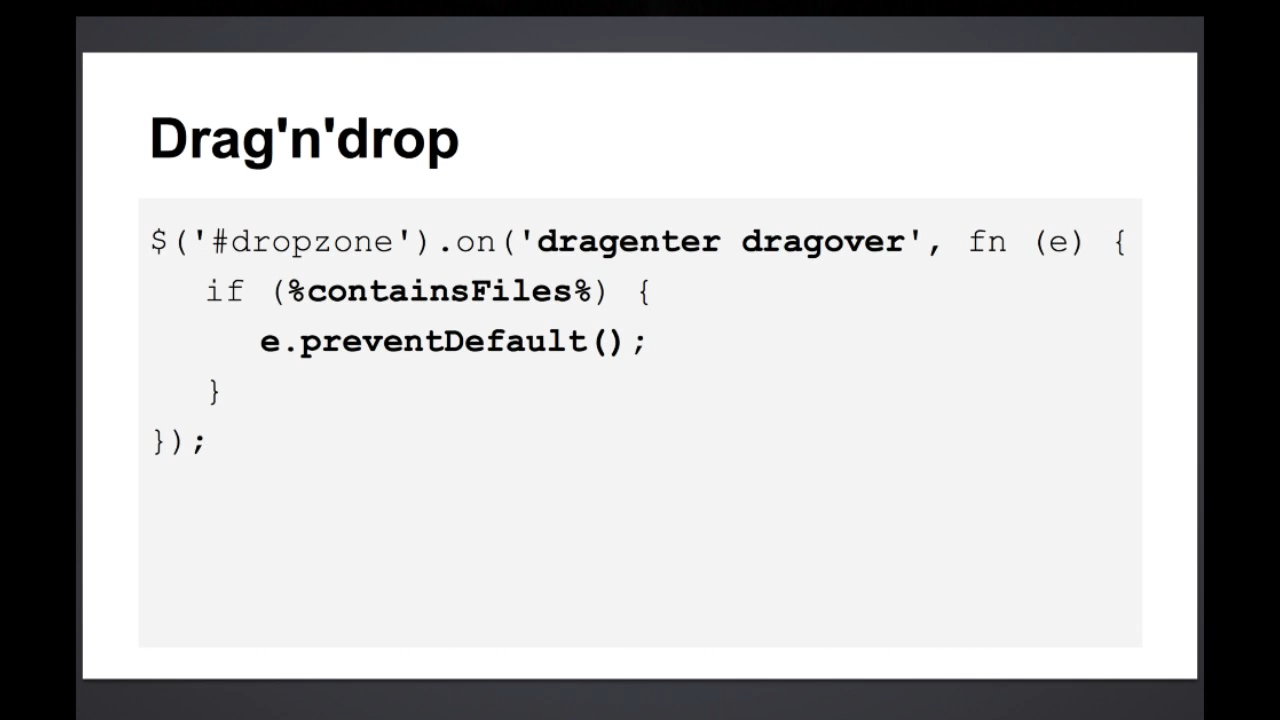 Drag'n'drop
$('#dropzone').on('dragenter dragover', fn (e) {
if (%containsFiles%) {
e.preventDefault();
}
});